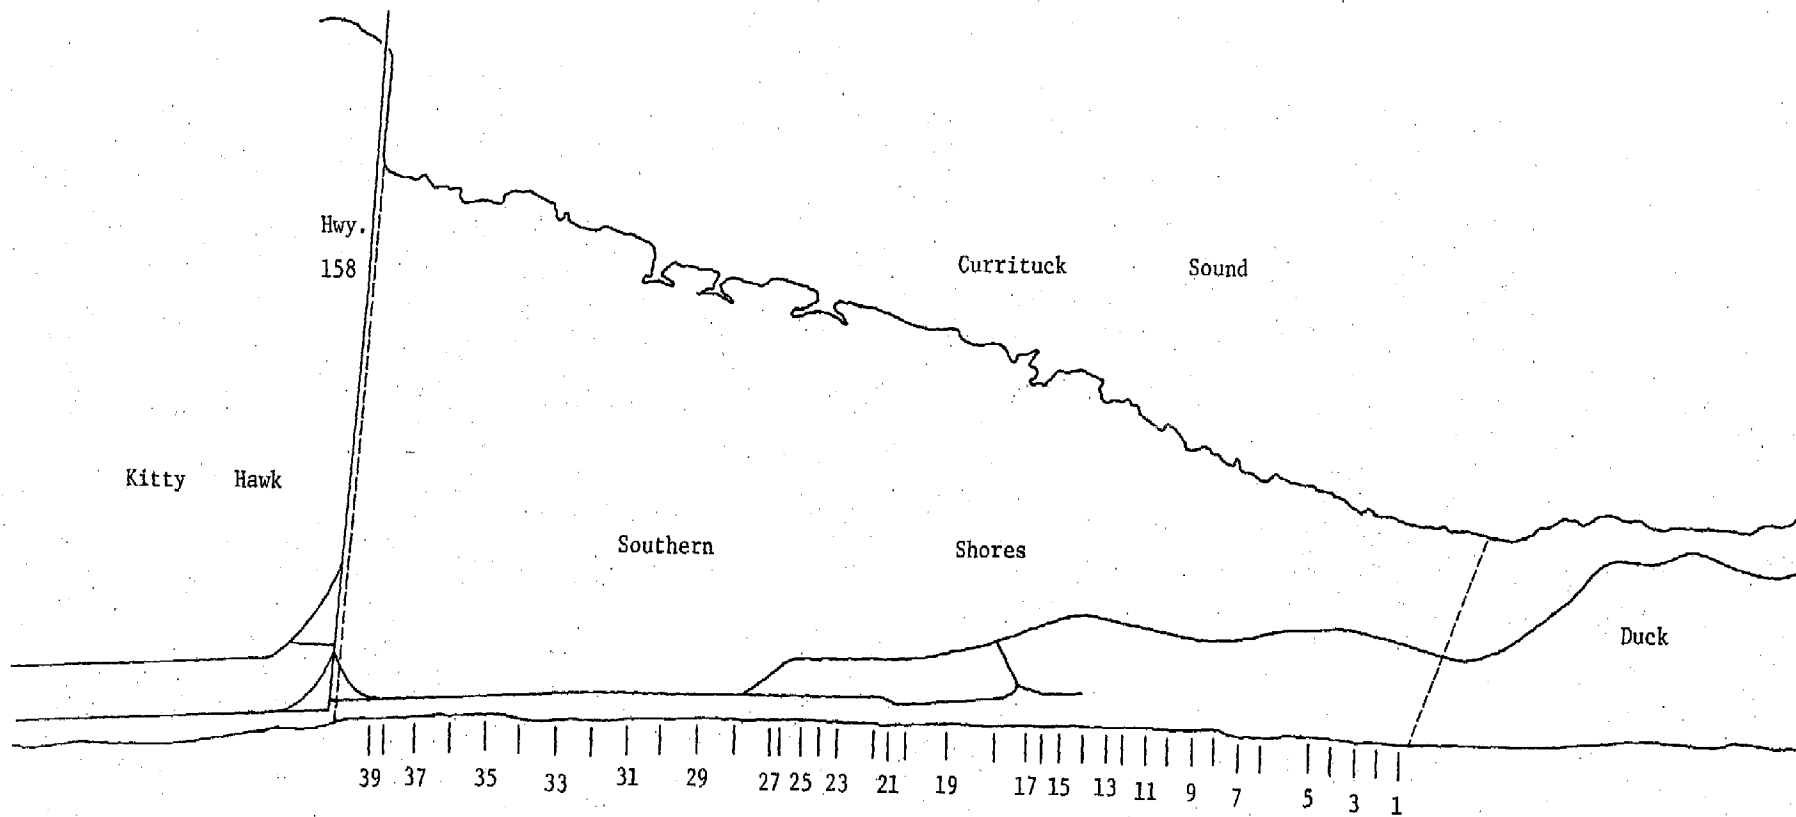 Hwy.
158
Currituck Sound
Kitty Hawk
Southern Shores
Duck
39 37 35 33 31 29 27 25 23 21 19 17 15 13 11 9 7 5 3 1